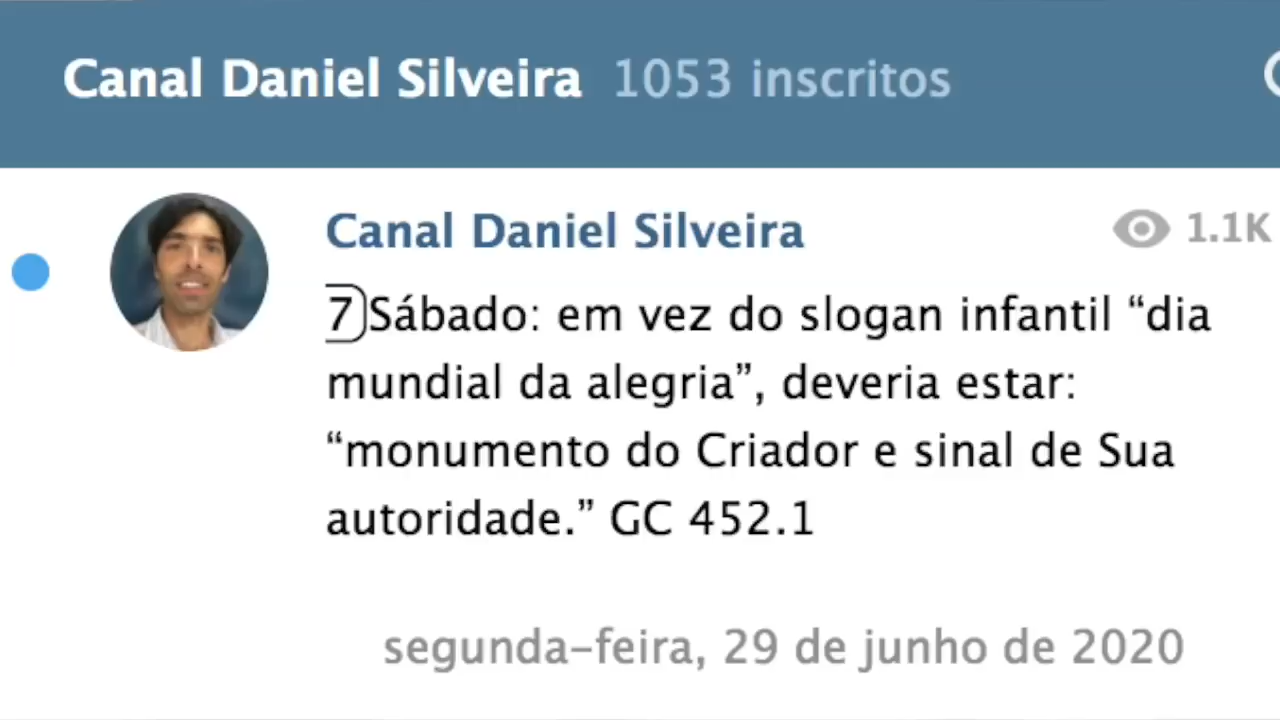 Canal Daniel Silveira 1053 inscritos
Canal Daniel Silveira 1.1K
7 Sábado: em vez do slogan infantil “dia
mundial da alegria”, deveria estar:
“monumento do Criador e sinal de Sua
autoridade.” GC 452.1
segunda-feira, 29 de junho de 2020